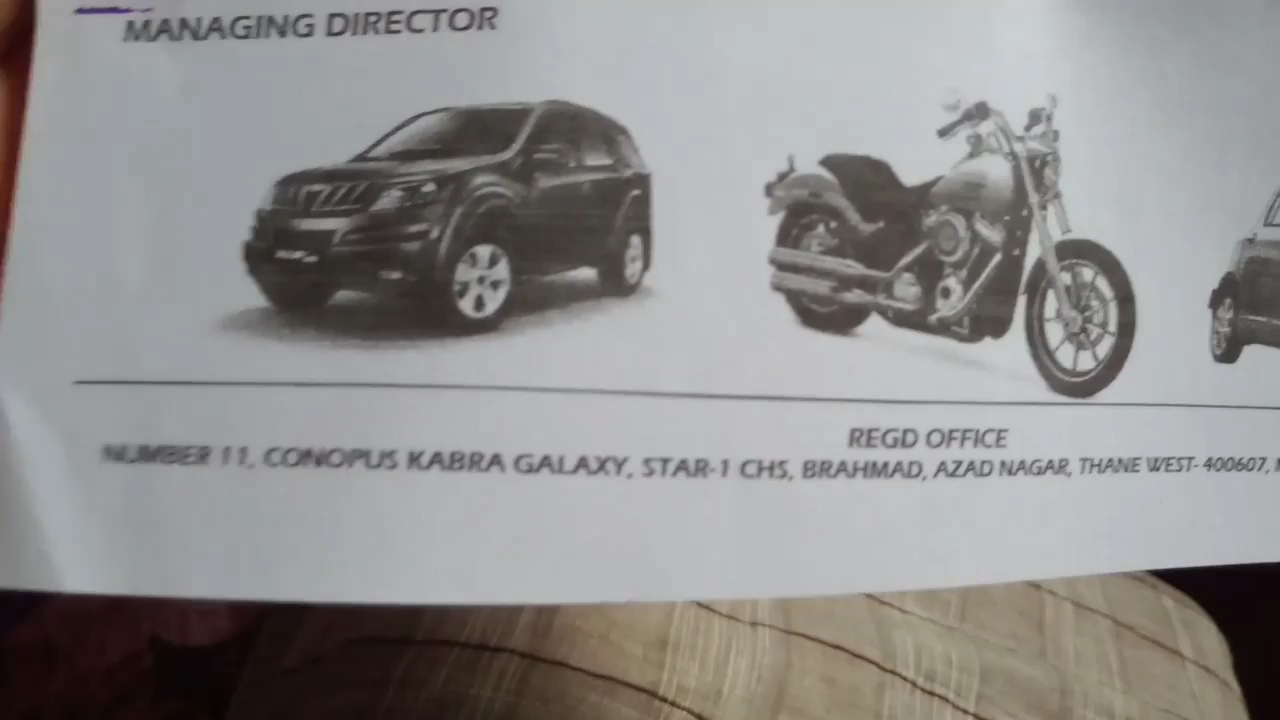 MANAGING DIRECTOR
REGD OFFICE
NUMBER 11, CONOPUS KABRA GALAXY, STAR-1 CHS, BRAHMAD, AZAD NAGAR, THANE WEST- 400607,